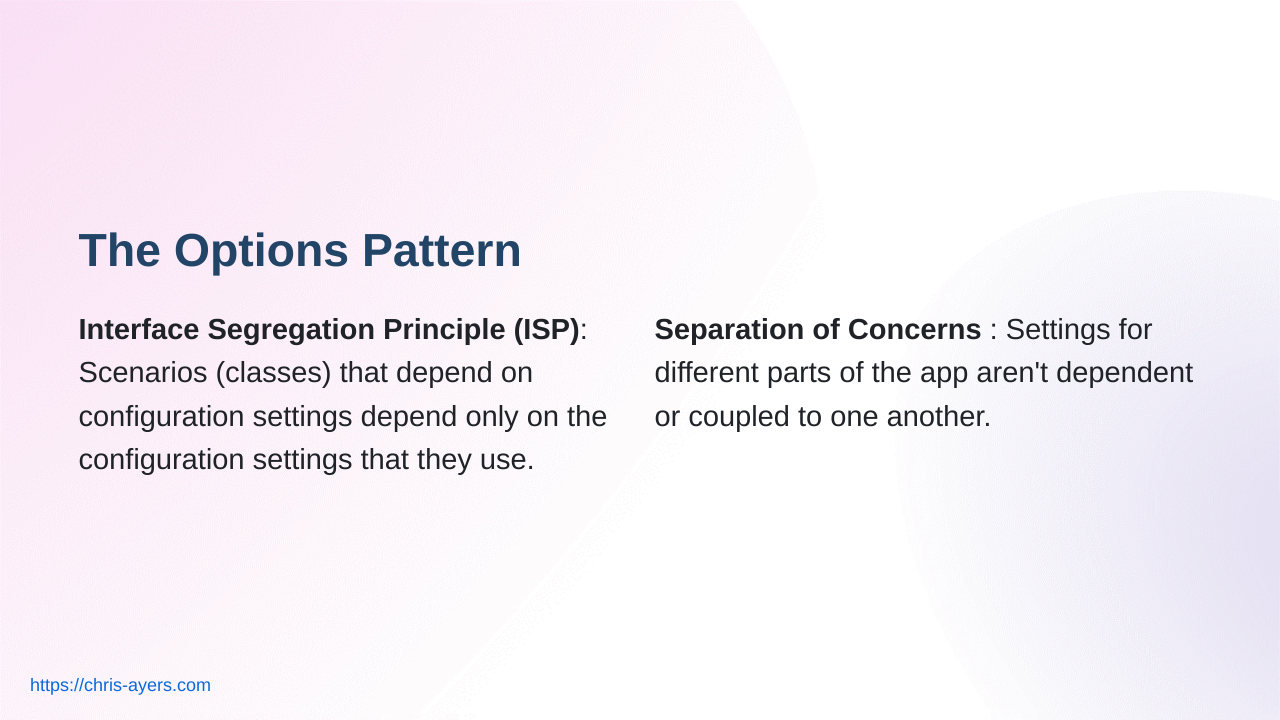 The Options Pattern
Interface Segregation Principle (ISP):
Scenarios (classes) that depend on
configuration settings depend only on the
configuration settings that they use.
Separation of Concerns : Settings for
different parts of the app aren't dependent
or coupled to one another.
https://chris-ayers.com